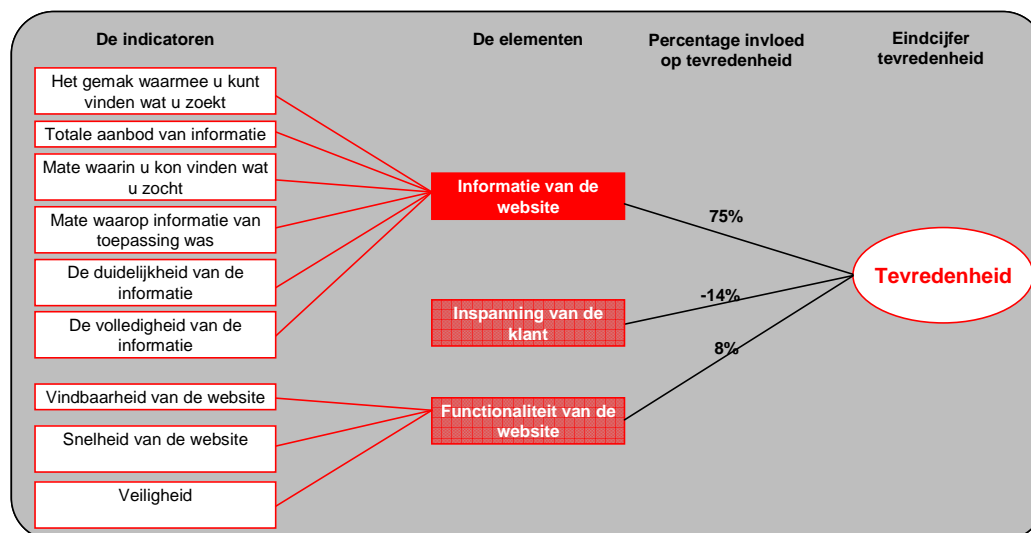 De indicatoren
De elementen
Percentage invloed
op tevredenheid
Eindcijfer
tevredenheid
Het gemak waarmee u kunt
vinden wat u zoekt
Totale aanbod van informatie
Mate waarin u kon vinden wat
u zocht
Mate waarop informatie van
toepassing was
De duidelijkheid van de
informatie
De volledigheid van de
informatie
Vindbaarheid van de website
Snelheid van de website
Veiligheid
Informatie van de
website
Inspanning van de
klant
Functionaliteit van de
website
75%
-14%
8%
Tevredenheid